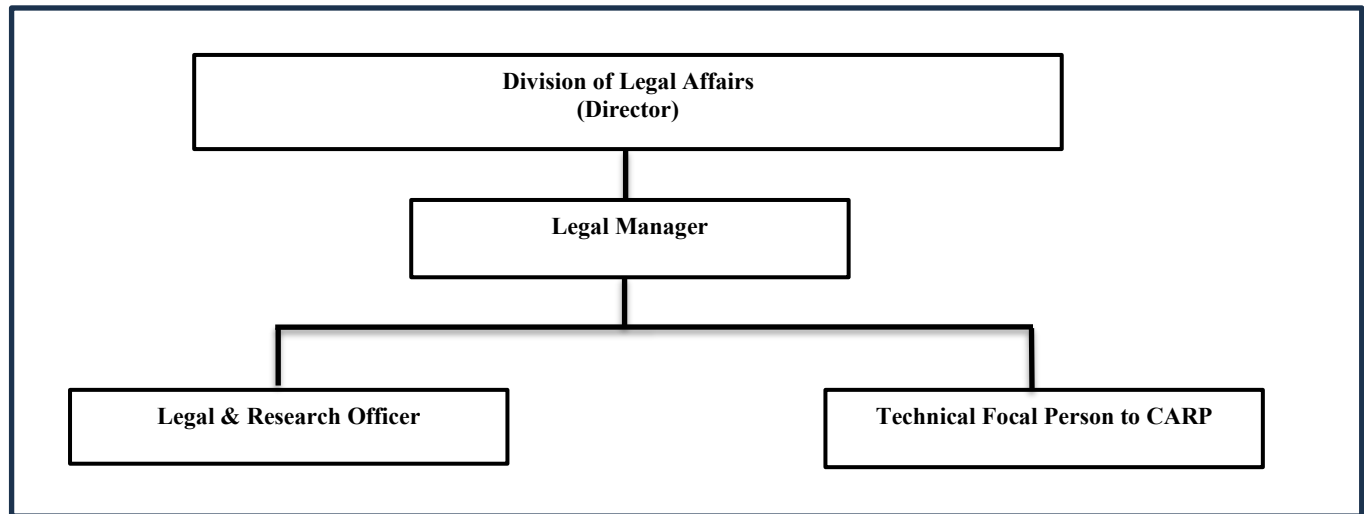 Division of Legal Affairs
(Director)
Legal Manager
Legal & Research Officer
Technical Focal Person to CARP